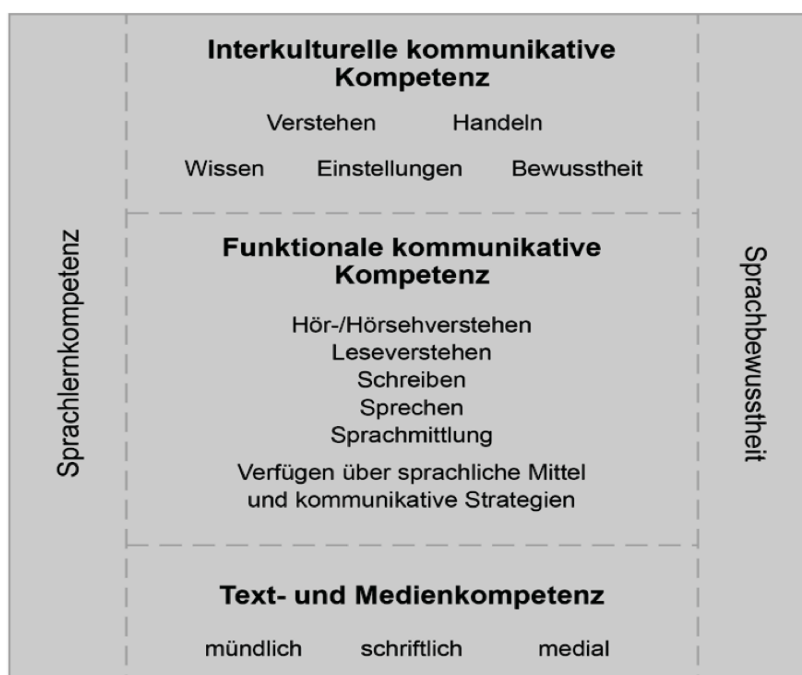 Sprachlernkompetenz
Interkulturelle kommunikative
Kompetenz
Verstehen Handeln
Wissen Einstellungen Bewusstheit
Funktionale kommunikative
Kompetenz
Hör-/Hörsehverstehen
Leseverstehen
Schreiben
Sprechen
Sprachmittlung
Verfügen über sprachliche Mittel
und kommunikative Strategien
Text- und Medienkompetenz
mündlich schriftlich medial
Sprachbewusstheit